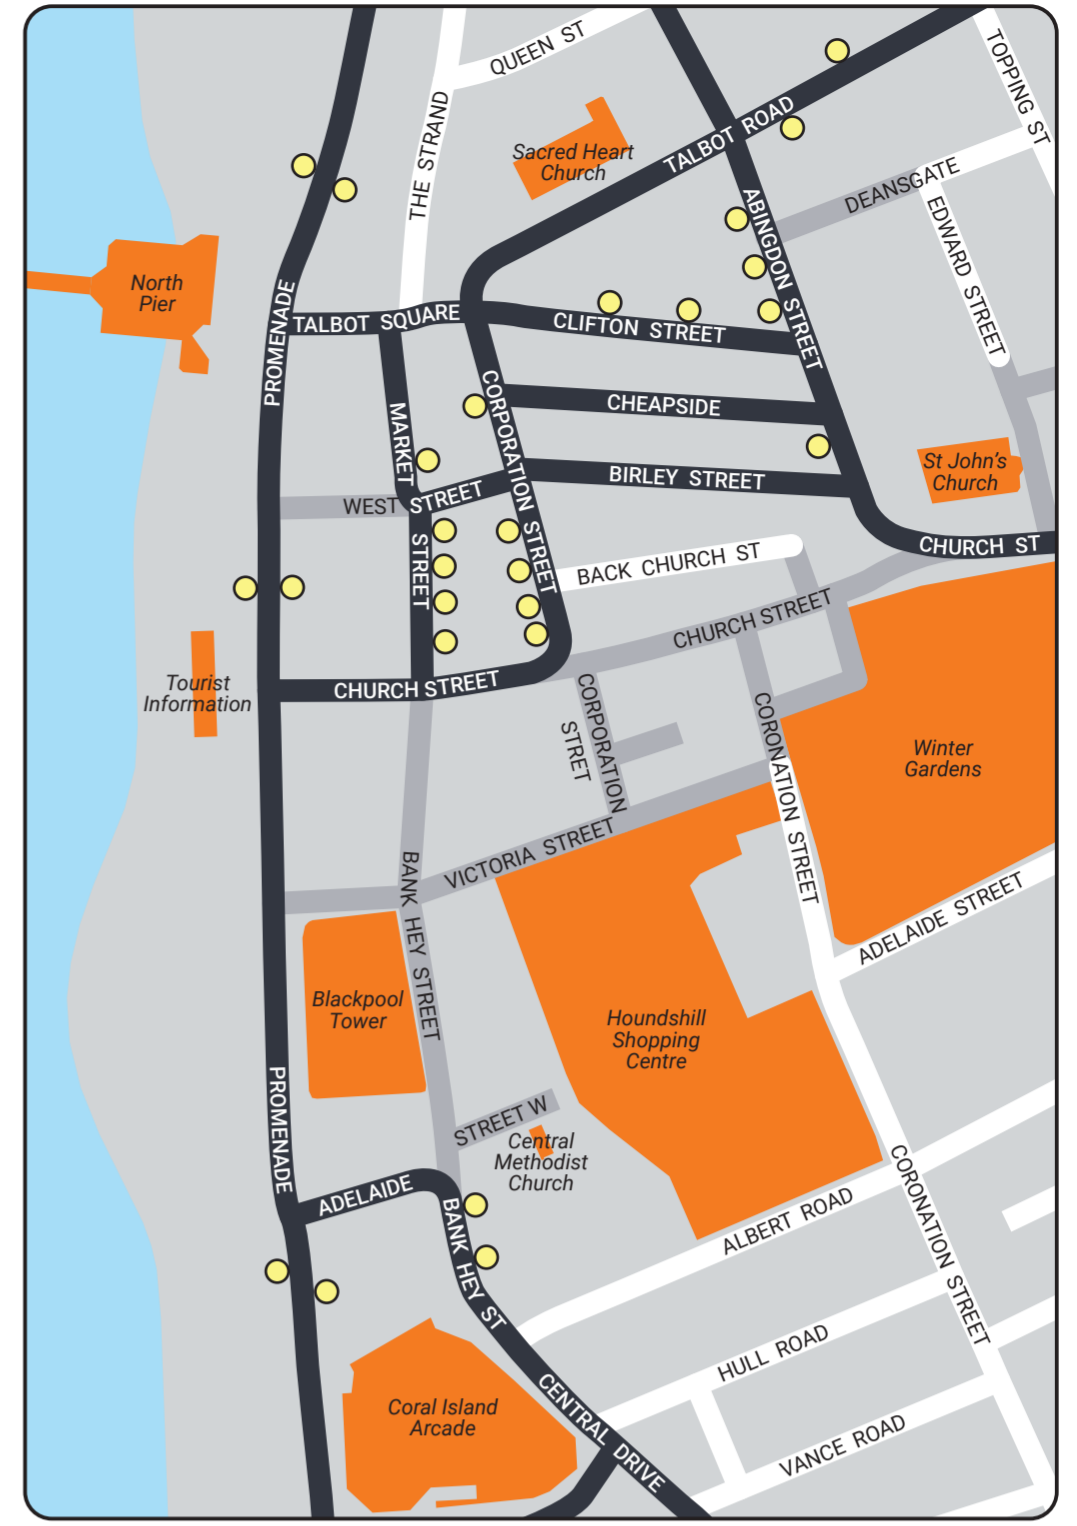 QUEEN ST
TOPPING ST
THE STRAND
TALBOT ROAD
Sacred Heart
Church
DEANSGATE
ABINGDON STREET
EDWARD STREET
North
Pier
PROMENADE
TALBOT SQUARE
CLIFTON STREET
MARKET
STREET
CORPORATION STREET
CHEAPSIDE
BIRLEY STREET
WEST STREET
St John's
Church
CHURCH ST
BACK CHURCH ST
CHURCH STREET
Tourist
Information
CHURCH STREET
CORPORATION
STRET
CORONATION STREET
Winter
Gardens
VICTORIA STREET
BANK HEY STREET
ADELAIDE STREET
Blackpool
Tower
Houndshill
Shopping
Centre
PROMENADE
STREET W
Central
Methodist
Church
ADELAIDE
BANK HEY ST
ALBERT ROAD
CORONATION STREET
HULL ROAD
Coral Island
Arcade
CENTRAL DRIVE
VANCE ROAD